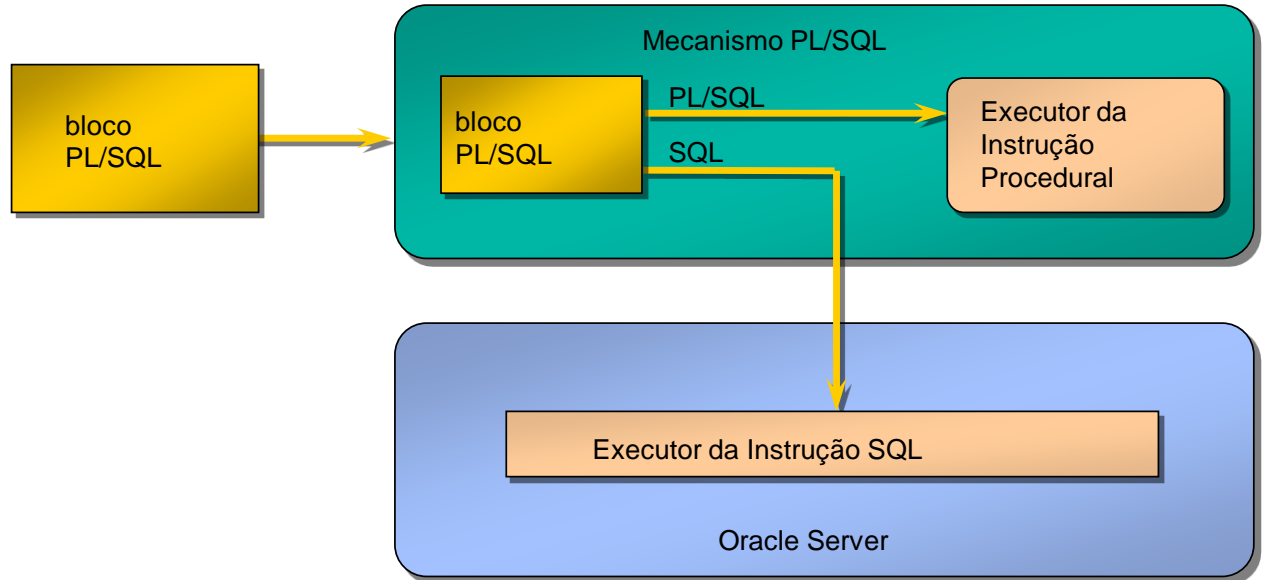 Mecanismo PL/SQL
bloco
PL/SQL
bloco
PL/SQL
PL/SQL
SQL
Executor da
Instrução
Procedural
Executor da Instrução SQL
Oracle Server